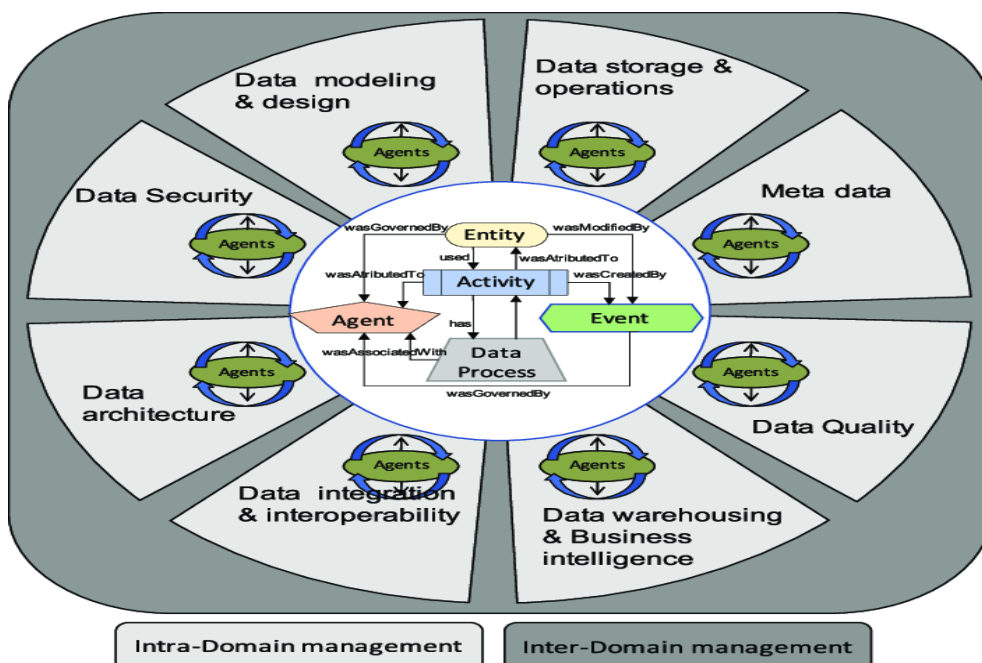 Data modeling
& design
Agents
Data storage &
operations
Agents
Data Security
Agents
Meta data
Agents
wasGovernedBy
Entity
wasModifiedBy
used
wasAtributedTo
wasAtributedTo
Activity
wasCreatedBy
Agent
Event
has
wasAssociatedWith
Data
Process
wasGovernedBy
Agents
Data
architecture
Agents
Data Quality
Agents
Data integration
& interoperability
Agents
Data warehousing
& Business
intelligence
Intra-Domain management
Inter-Domain management